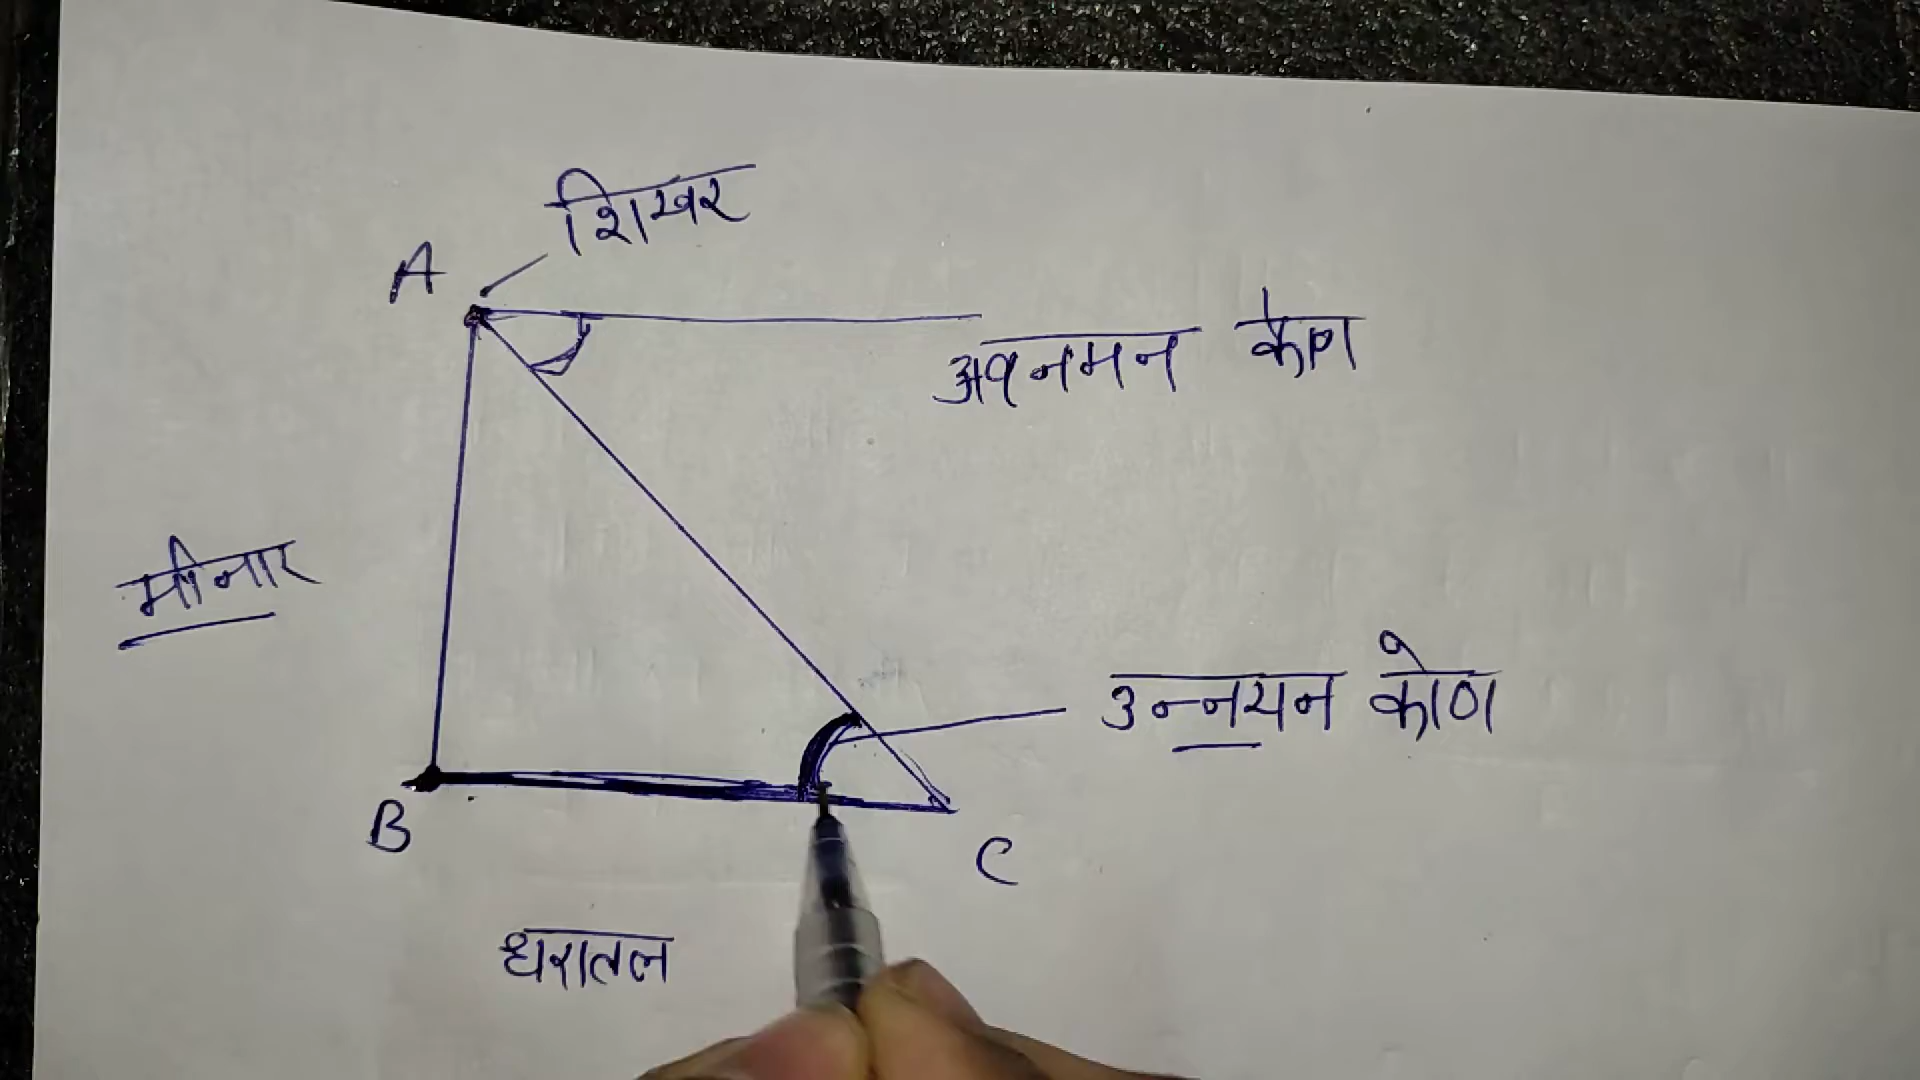 शिखर
A
अवनमन कोण
मीनार
उन्नयन कोण
B
C
धरातल